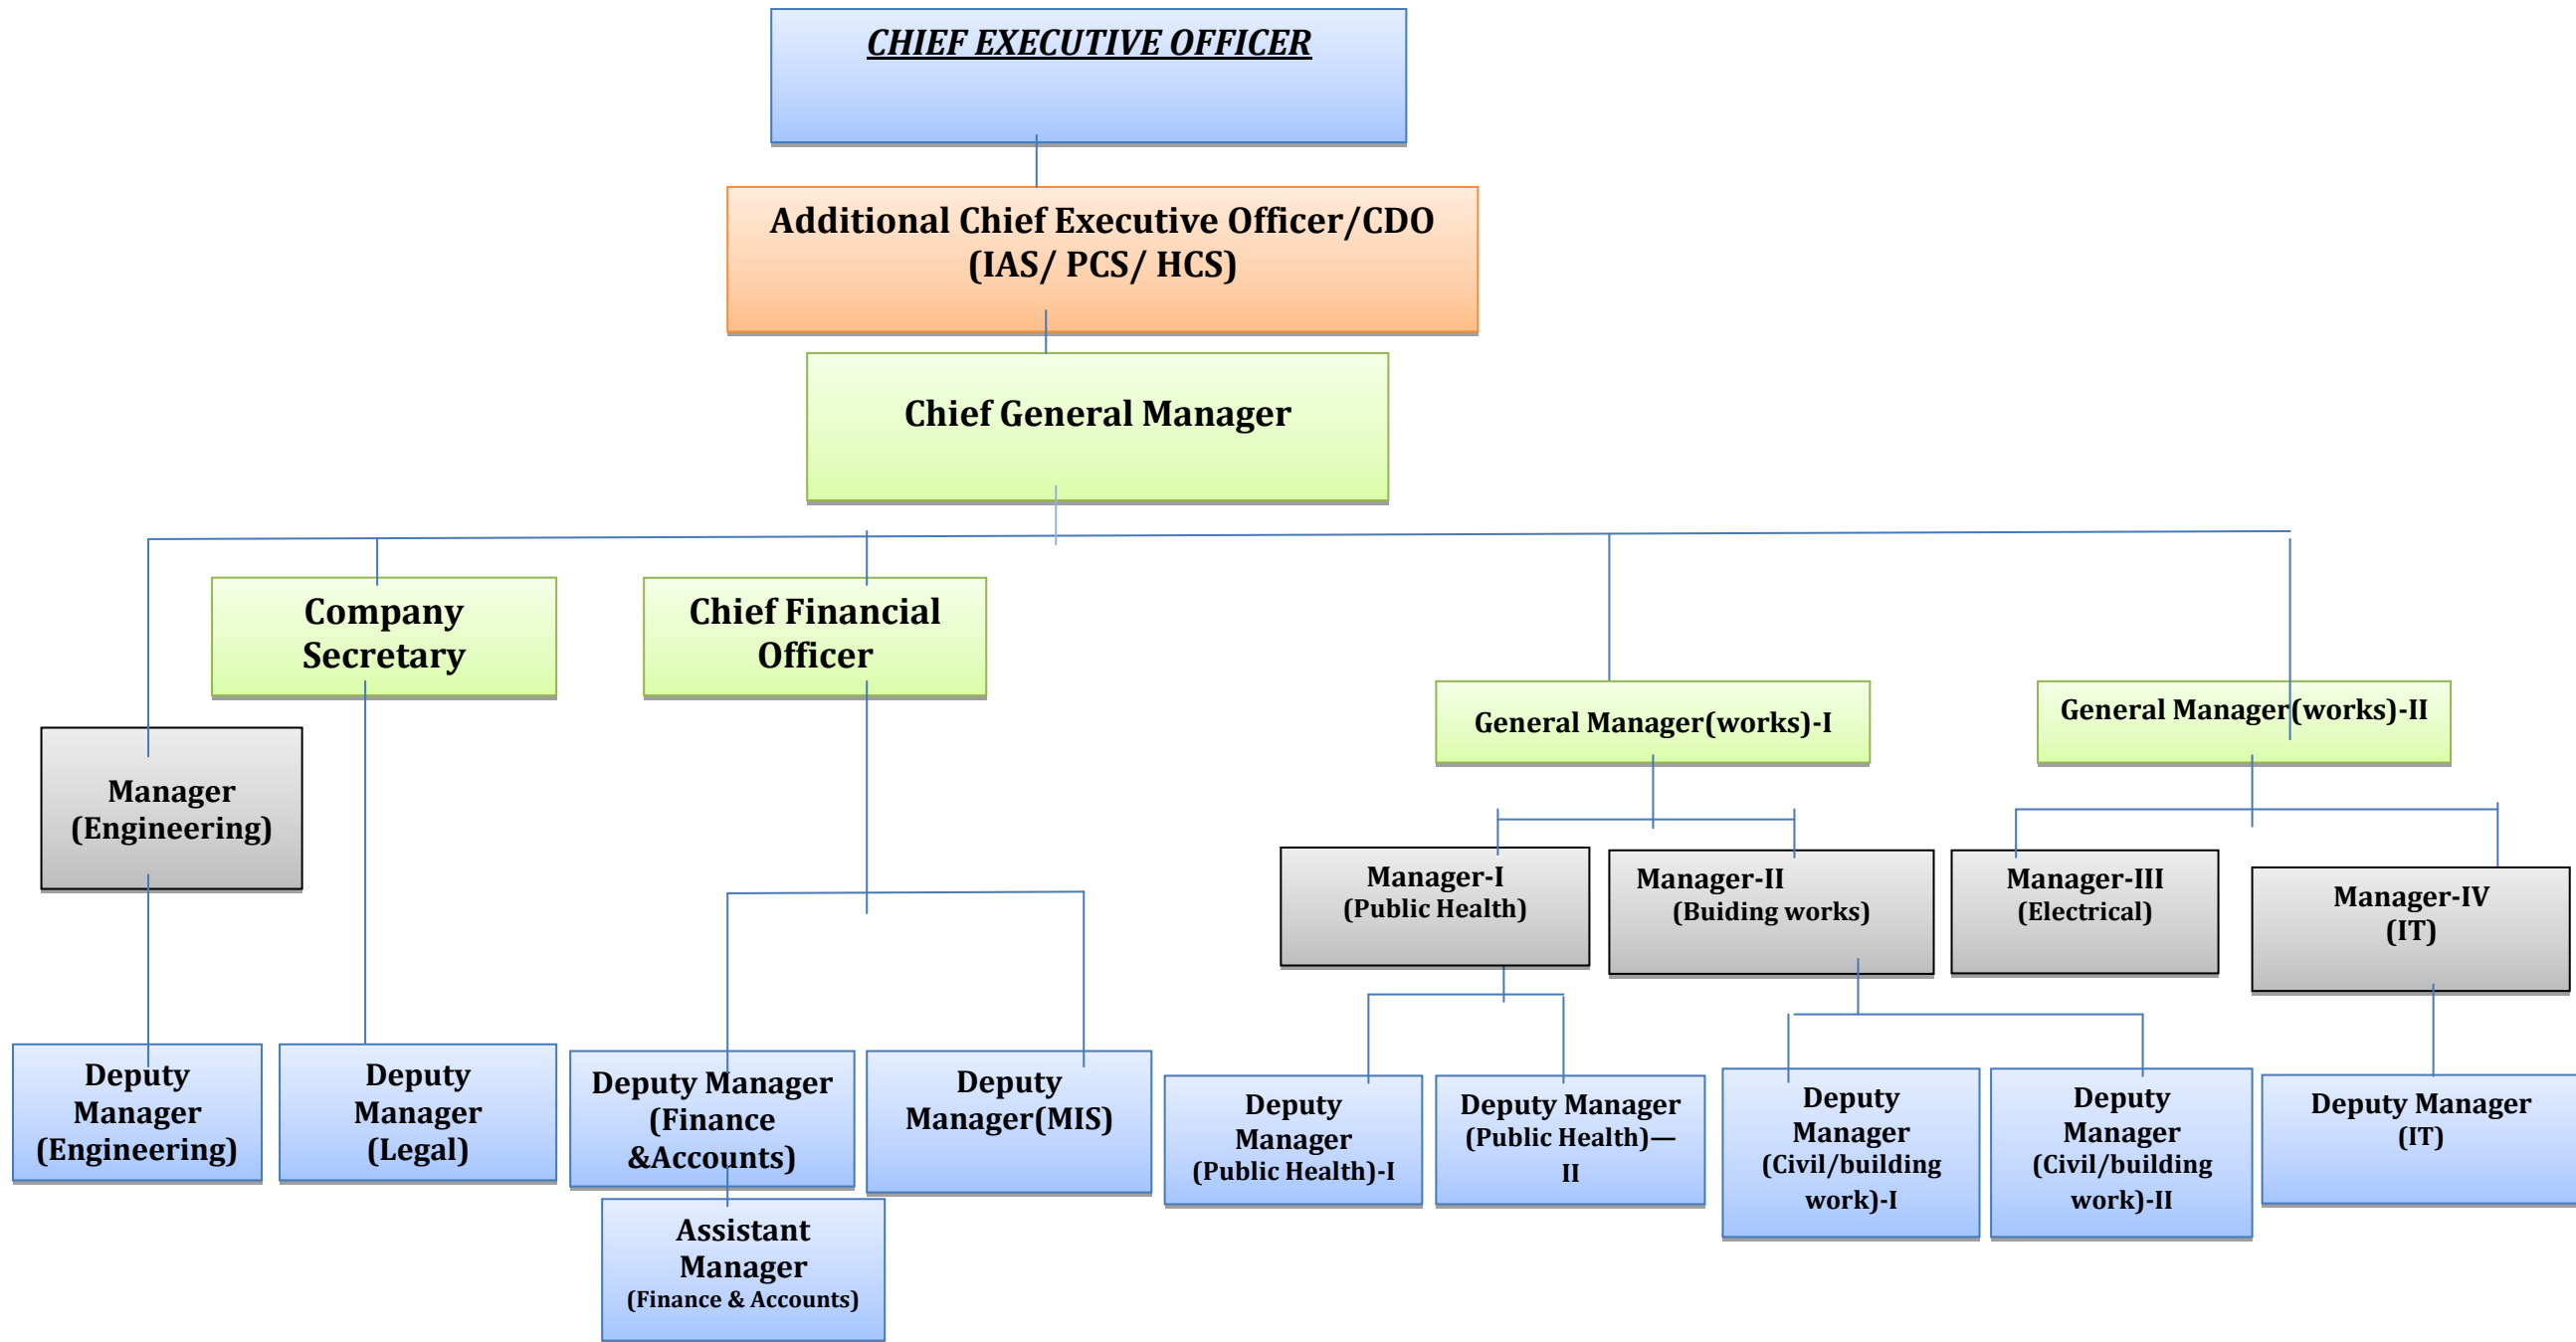 CHIEF EXECUTIVE OFFICER
Additional Chief Executive Officer/CDO
(IAS/ PCS/ HCS)
Chief General Manager
Company
Secretary
Chief Financial
Officer
General Manager(works)-I
General Manager(works)-II
Manager
(Engineering)
Manager-I
(Public Health)
Manager-II
(Buiding works)
Manager-III
(Electrical)
Manager-IV
(IT)
Deputy
Manager
(Engineering)
Deputy
Manager
(Legal)
Deputy Manager
(Finance
&Accounts)
Deputy
Manager(MIS)
Deputy
Manager
(Public Health)-I
Deputy Manager
(Public Health)—
II
Deputy
Manager
(Civil/building
work)-I
Deputy
Manager
(Civil/building
work)-II
Deputy Manager
(IT)
Assistant
Manager
(Finance & Accounts)